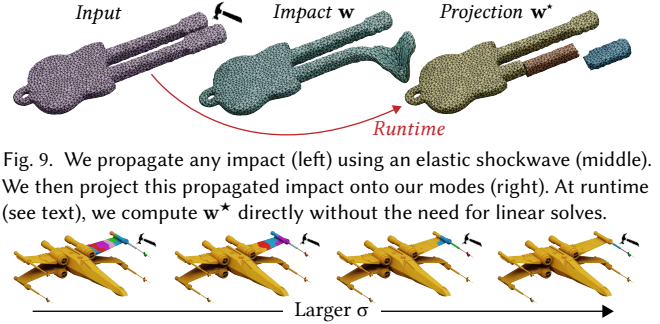 Input Impact w Projection w★
Runtime
Fig. 9. We propagate any impact (left) using an elastic shockwave (middle).
We then project this propagated impact onto our modes (right). At runtime
(see text), we compute w★ directly without the need for linear solves.
Larger σ